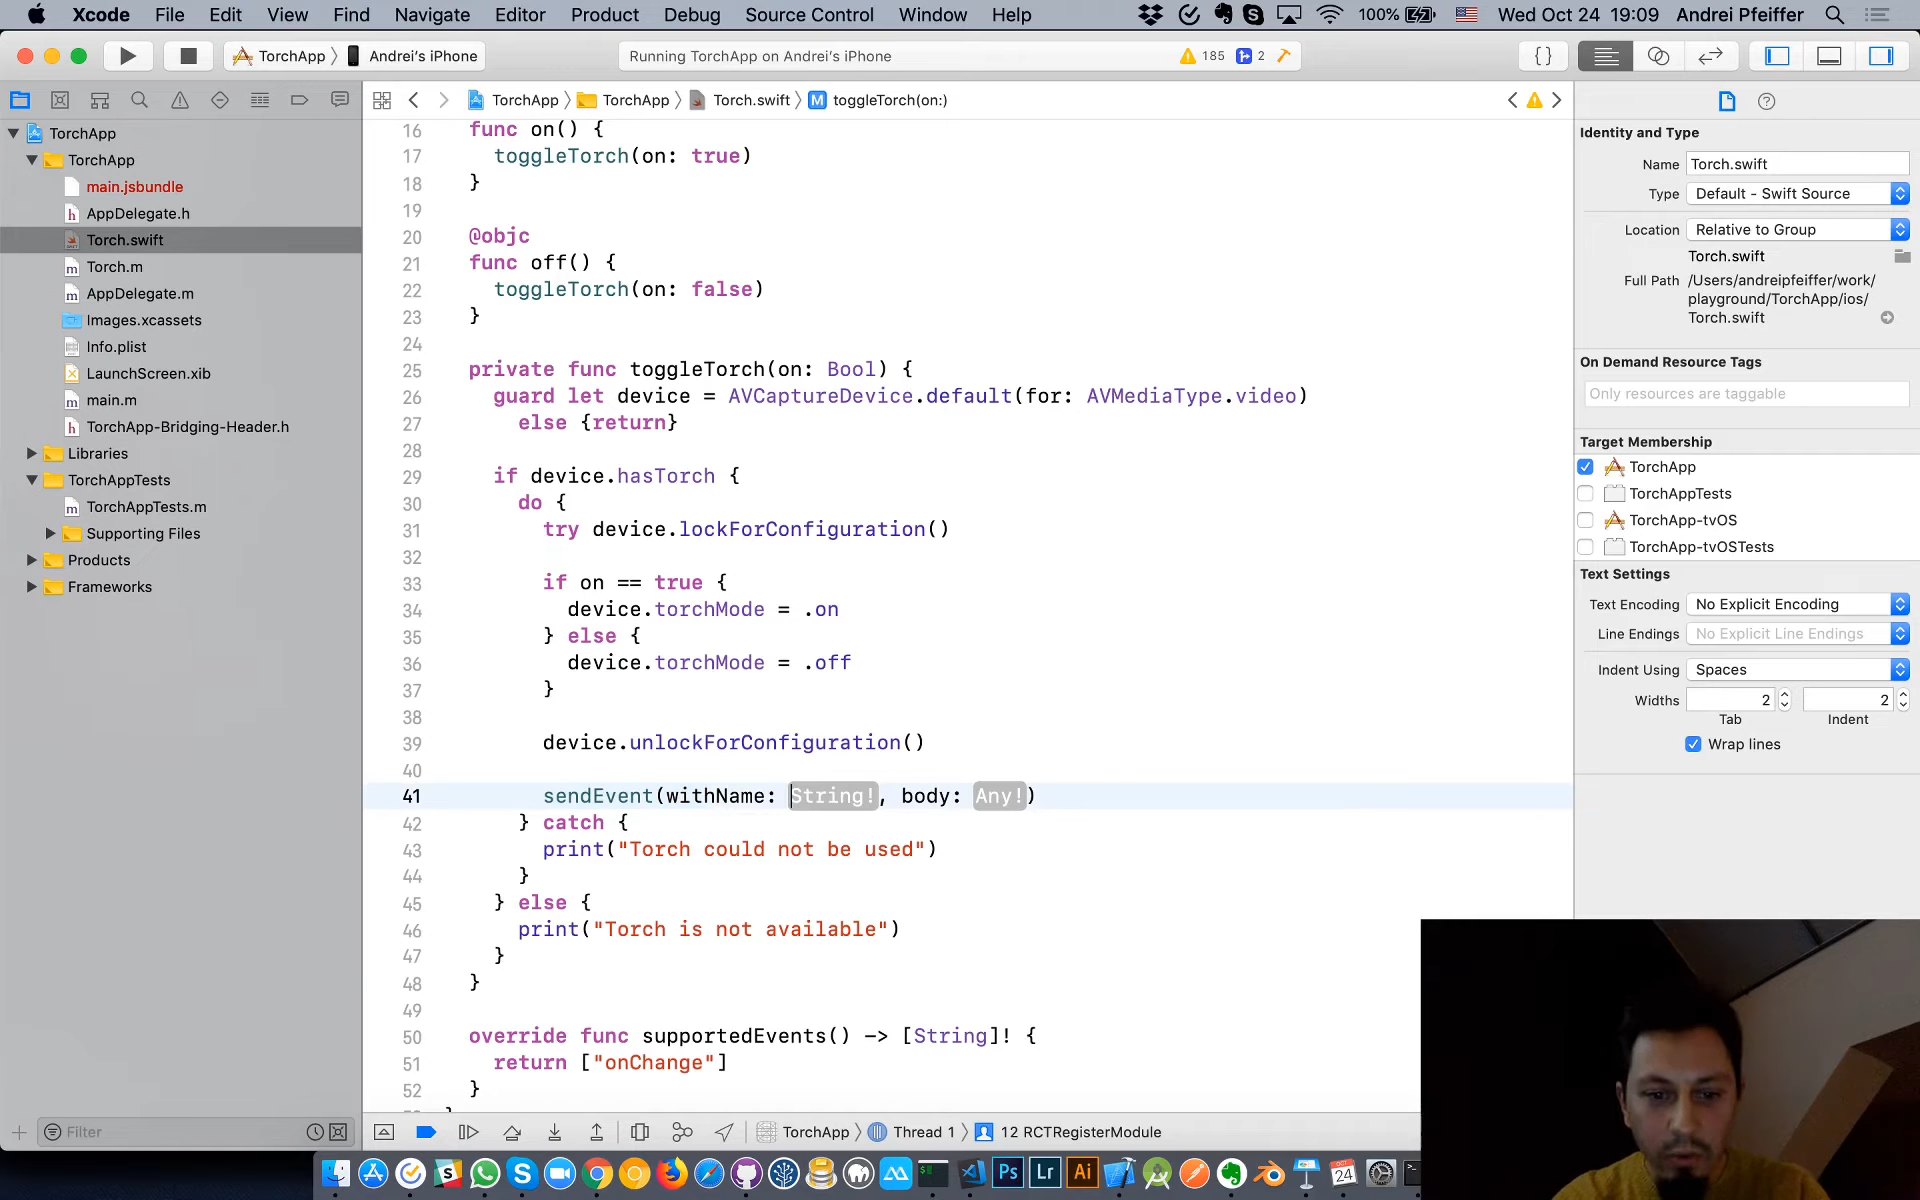 Xcode File Edit View Find Navigate Editor Product Debug Source Control Window Help 100% Wed Oct 24 19:09 Andrei Pfeiffer
TorchApp Andrei's iPhone Running TorchApp on Andrei's iPhone 185 2 { }
TorchApp TorchApp Torch.swift M toggleTorch(on:)
TorchApp
TorchApp
main.jsbundle
h AppDelegate.h
Torch.swift
m Torch.m
m AppDelegate.m
Images.xcassets
Info.plist
LaunchScreen.xib
m main.m
h TorchApp-Bridging-Header.h
Libraries
TorchAppTests
m TorchAppTests.m
Supporting Files
Products
Frameworks
Filter
16 func on() {
17 toggleTorch(on: true)
18 }
19
20 @objc
21 func off() {
22 toggleTorch(on: false)
23 }
24
25 private func toggleTorch(on: Bool) {
26 guard let device = AVCaptureDevice.default(for: AVMediaType.video)
27 else {return}
28
29 if device.hasTorch {
30 do {
31 try device.lockForConfiguration()
32
33 if on == true {
34 device.torchMode = .on
35 } else {
36 device.torchMode = .off
37 }
38
39 device.unlockForConfiguration()
40
41 sendEvent(withName: String!, body: Any!)
42 } catch {
43 print("Torch could not be used")
44 }
45 } else {
46 print("Torch is not available")
47 }
48 }
49
50 override func supportedEvents() -> [String]! {
51 return ["onChange"]
52 }
TorchApp Thread 1 12 RCTRegisterModule
Identity and Type
Name Torch.swift
Type Default - Swift Source
Location Relative to Group
Torch.swift
Full Path /Users/andreipfeiffer/work/
playground/TorchApp/ios/
Torch.swift
On Demand Resource Tags
Only resources are taggable
Target Membership
TorchApp
TorchAppTests
TorchApp-tvOS
TorchApp-tvOSTests
Text Settings
Text Encoding No Explicit Encoding
Line Endings No Explicit Line Endings
Indent Using Spaces
Widths 2 2
Tab Indent
Wrap lines
Ps Lr Ai OCT 24